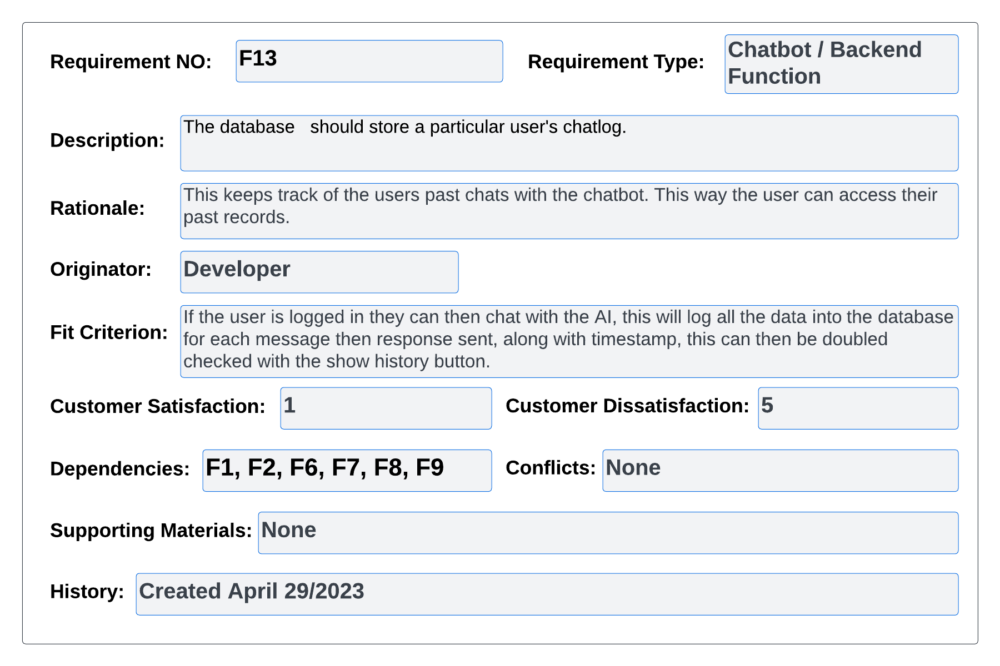 Requirement NO: F13 Requirement Type: Chatbot / Backend
Function
Description: The database   should store a particular user's chatlog.
Rationale: This keeps track of the users past chats with the chatbot. This way the user can access their
past records.
Originator: Developer
Fit Criterion: If the user is logged in they can then chat with the AI, this will log all the data into the database
for each message then response sent, along with timestamp, this can then be doubled
checked with the show history button.
Customer Satisfaction: 1 Customer Dissatisfaction: 5
Dependencies: F1, F2, F6, F7, F8, F9 Conflicts: None
Supporting Materials: None
History: Created April 29/2023